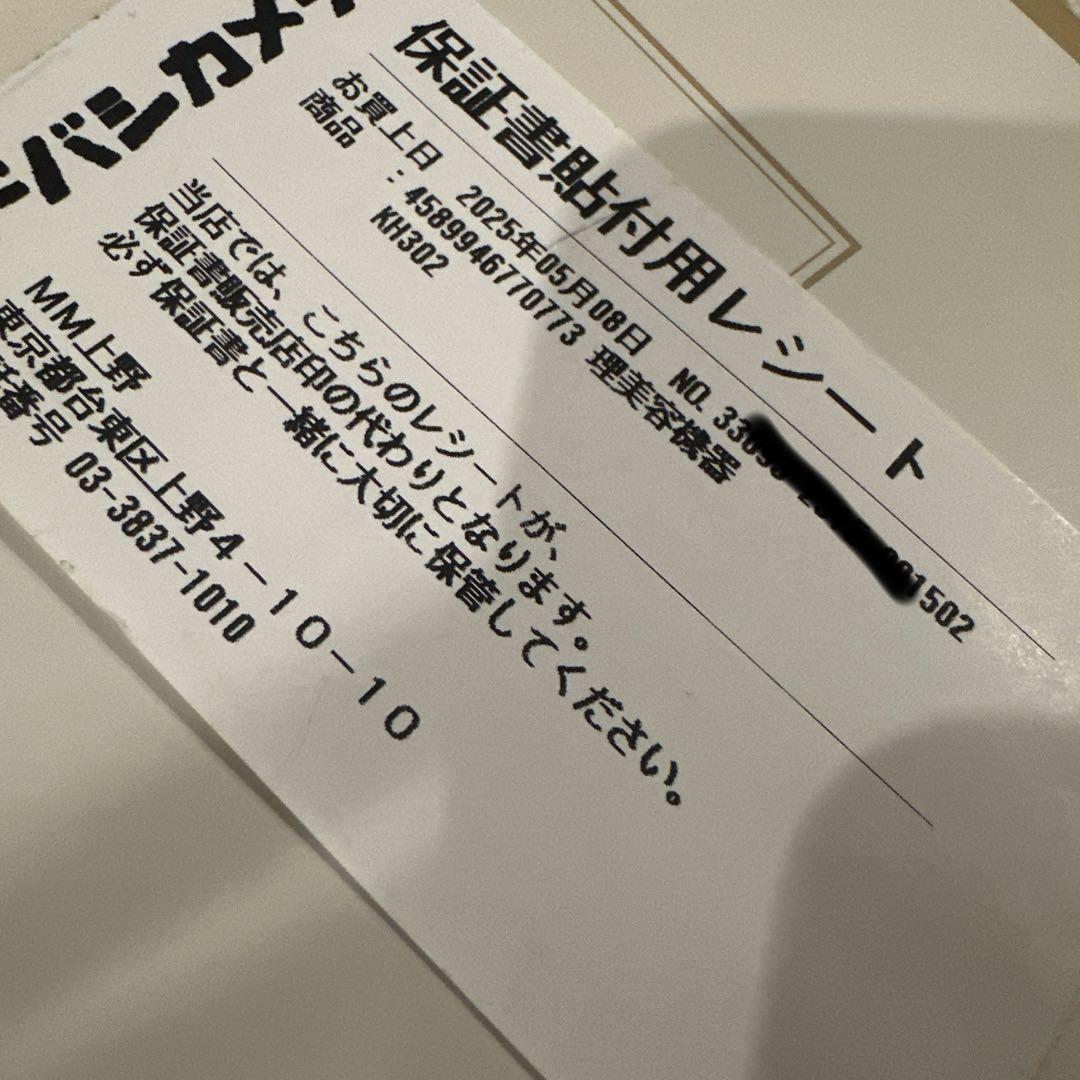 保証書貼付用レシート
お買上日 2025年05月08日 NO. 330 1502
商品 : 4589946770773 理美容機器
KH302
当店では、こちらのレシートが、
保証書販売店印の代わりとなります。
必ず保証書と一緒に大切に保管してください。
バシカメ
MM上野
東京都台東区上野4－10－10
番号 03-3837-1010